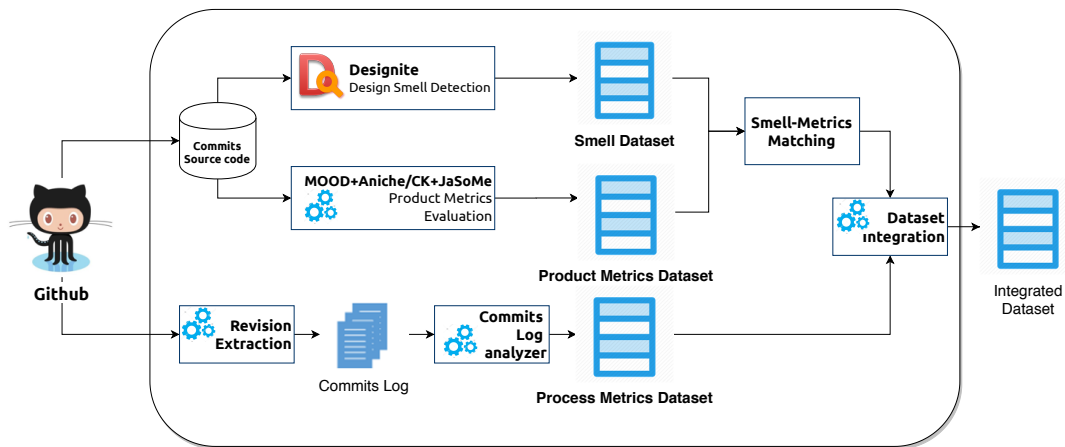 Designite
Design Smell Detection
Commits
Source code
Smell Dataset
Smell-Metrics
Matching
MOOD+Aniche/CK+JaSoMe
Product Metrics
Evaluation
Product Metrics Dataset
Dataset
integration
Github
Integrated
Dataset
Revision
Extraction
Commits Log
Commits
Log
analyzer
Process Metrics Dataset